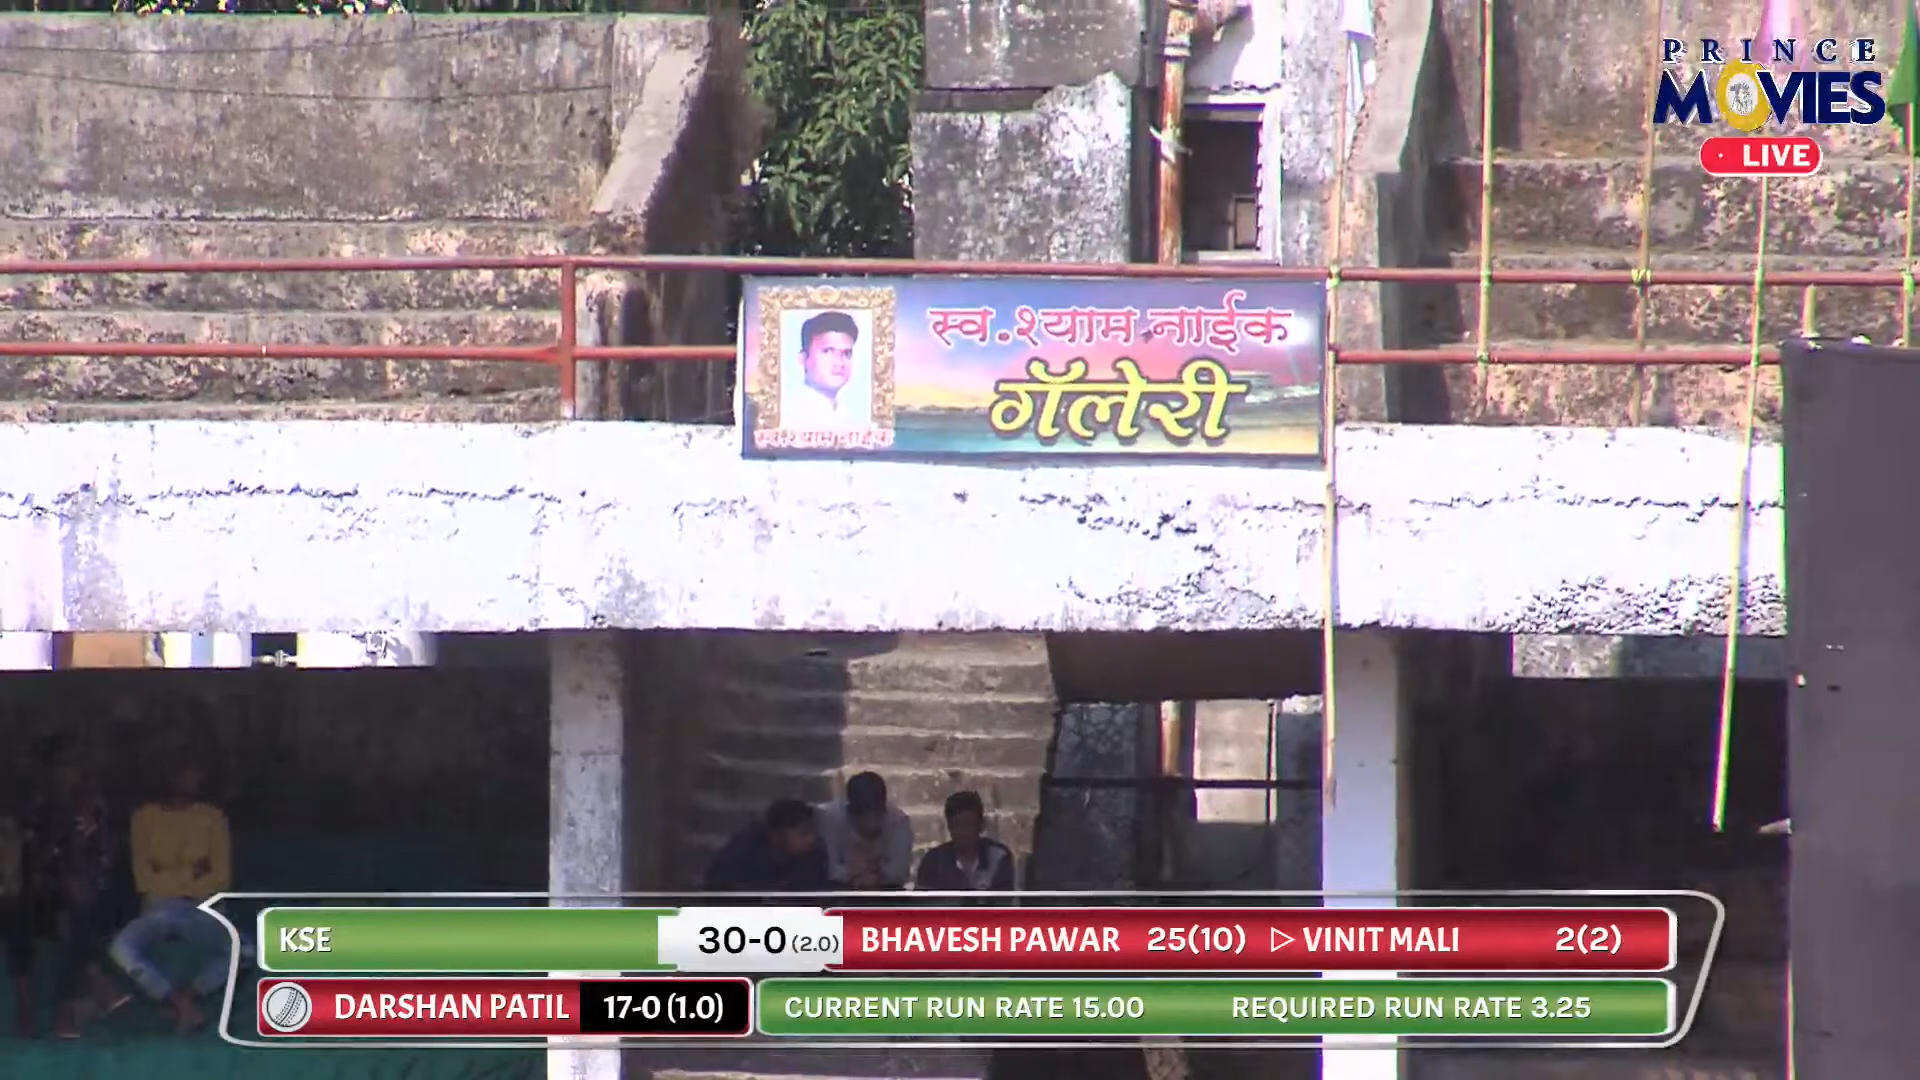 PRINCE
MOVIES
LIVE
स्व.श्याम नाईक
गॅलेरी
स्व.श्याम नाईक
KSE 30-0 (2.0) BHAVESH PAWAR 25(10) ▷ VINIT MALI 2(2)
DARSHAN PATIL 17-0 (1.0) CURRENT RUN RATE 15.00 REQUIRED RUN RATE 3.25